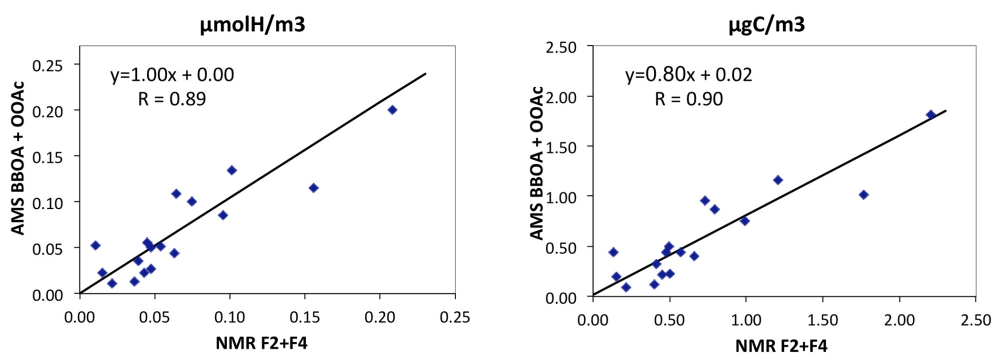 µmolH/m3
y=1.00x + 0.00
R = 0.89
AMS BBOA + OOAc
0.25
0.20
0.15
0.10
0.05
0.00
0.00 0.05 0.10 0.15 0.20 0.25
NMR F2+F4
µgC/m3
y=0.80x + 0.02
R = 0.90
AMS BBOA + OOAc
2.50
2.00
1.50
1.00
0.50
0.00
0.00 0.50 1.00 1.50 2.00 2.50
NMR F2+F4